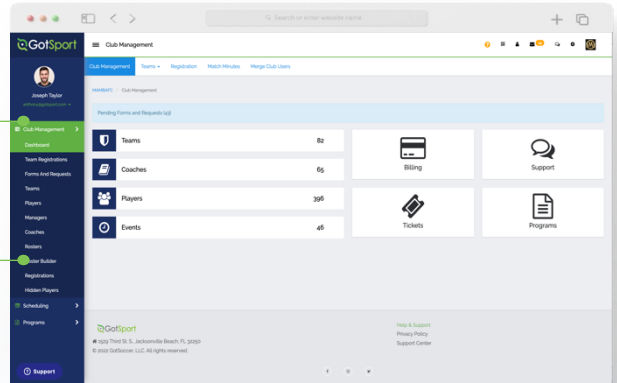 Search or enter website name
GotSport
Club Management
Joseph Taylor
Club Management
Teams
Registration
Match Minutes
Merge Club Users
Club Management
Pending Forms and Requests (43)
Club Management
Dashboard
Team Registrations
Forms And Requests
Teams
Players
Managers
Coaches
Rosters
Roster Builder
Registrations
Hidden Players
Scheduling
Programs
Support
Teams 82
Coaches 65
Players 396
Events 46
Billing
Support
Tickets
Programs
GotSport
1529 Third St. S., Jacksonville Beach, FL 32250
© 2022 GotSoccer, LLC. All rights reserved.
Help & Support
Privacy Policy
Support Center